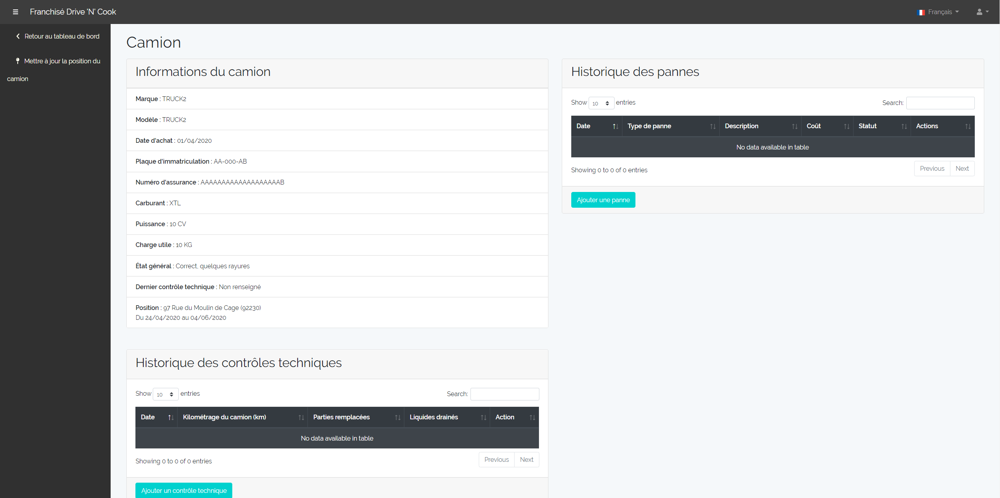 Franchisé Drive 'N' Cook
Français
Retour au tableau de bord
Mettre à jour la position du
camion
Camion
Informations du camion
Marque : TRUCK2
Modèle : TRUCK2
Date d'achat : 01/04/2020
Plaque d'immatriculation : AA-000-AB
Numéro d'assurance : AAAAAAAAAAAAAAAAAAAB
Carburant : XTL
Puissance : 10 CV
Charge utile : 10 KG
État général : Correct, quelques rayures
Dernier contrôle technique : Non renseigné
Position : 97 Rue du Moulin de Cage (92230)
Du 24/04/2020 au 04/06/2020
Historique des pannes
Show 10 entries
Search:
Date Type de panne Description Coût Statut Actions
No data available in table
Showing 0 to 0 of 0 entries
Previous Next
Ajouter une panne
Historique des contrôles techniques
Show 10 entries
Search:
Date Kilométrage du camion (km) Parties remplacées Liquides drainés Action
No data available in table
Showing 0 to 0 of 0 entries
Previous Next
Ajouter un contrôle technique